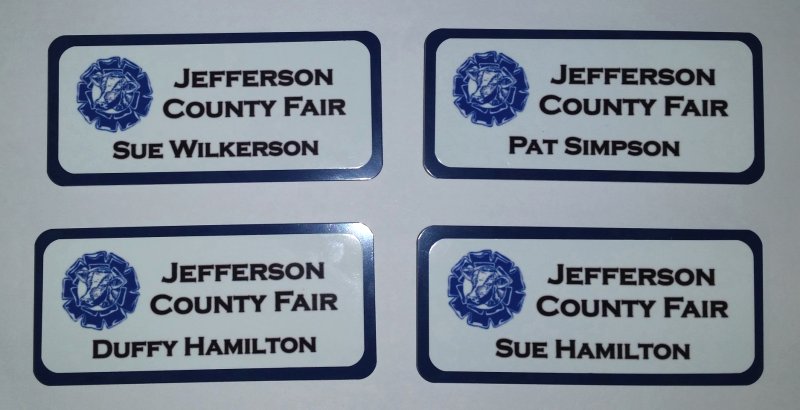 Jefferson
County Fair
Sue Wilkerson
Jefferson
County Fair
Pat Simpson
Jefferson
County Fair
Duffy Hamilton
Jefferson
County Fair
Sue Hamilton